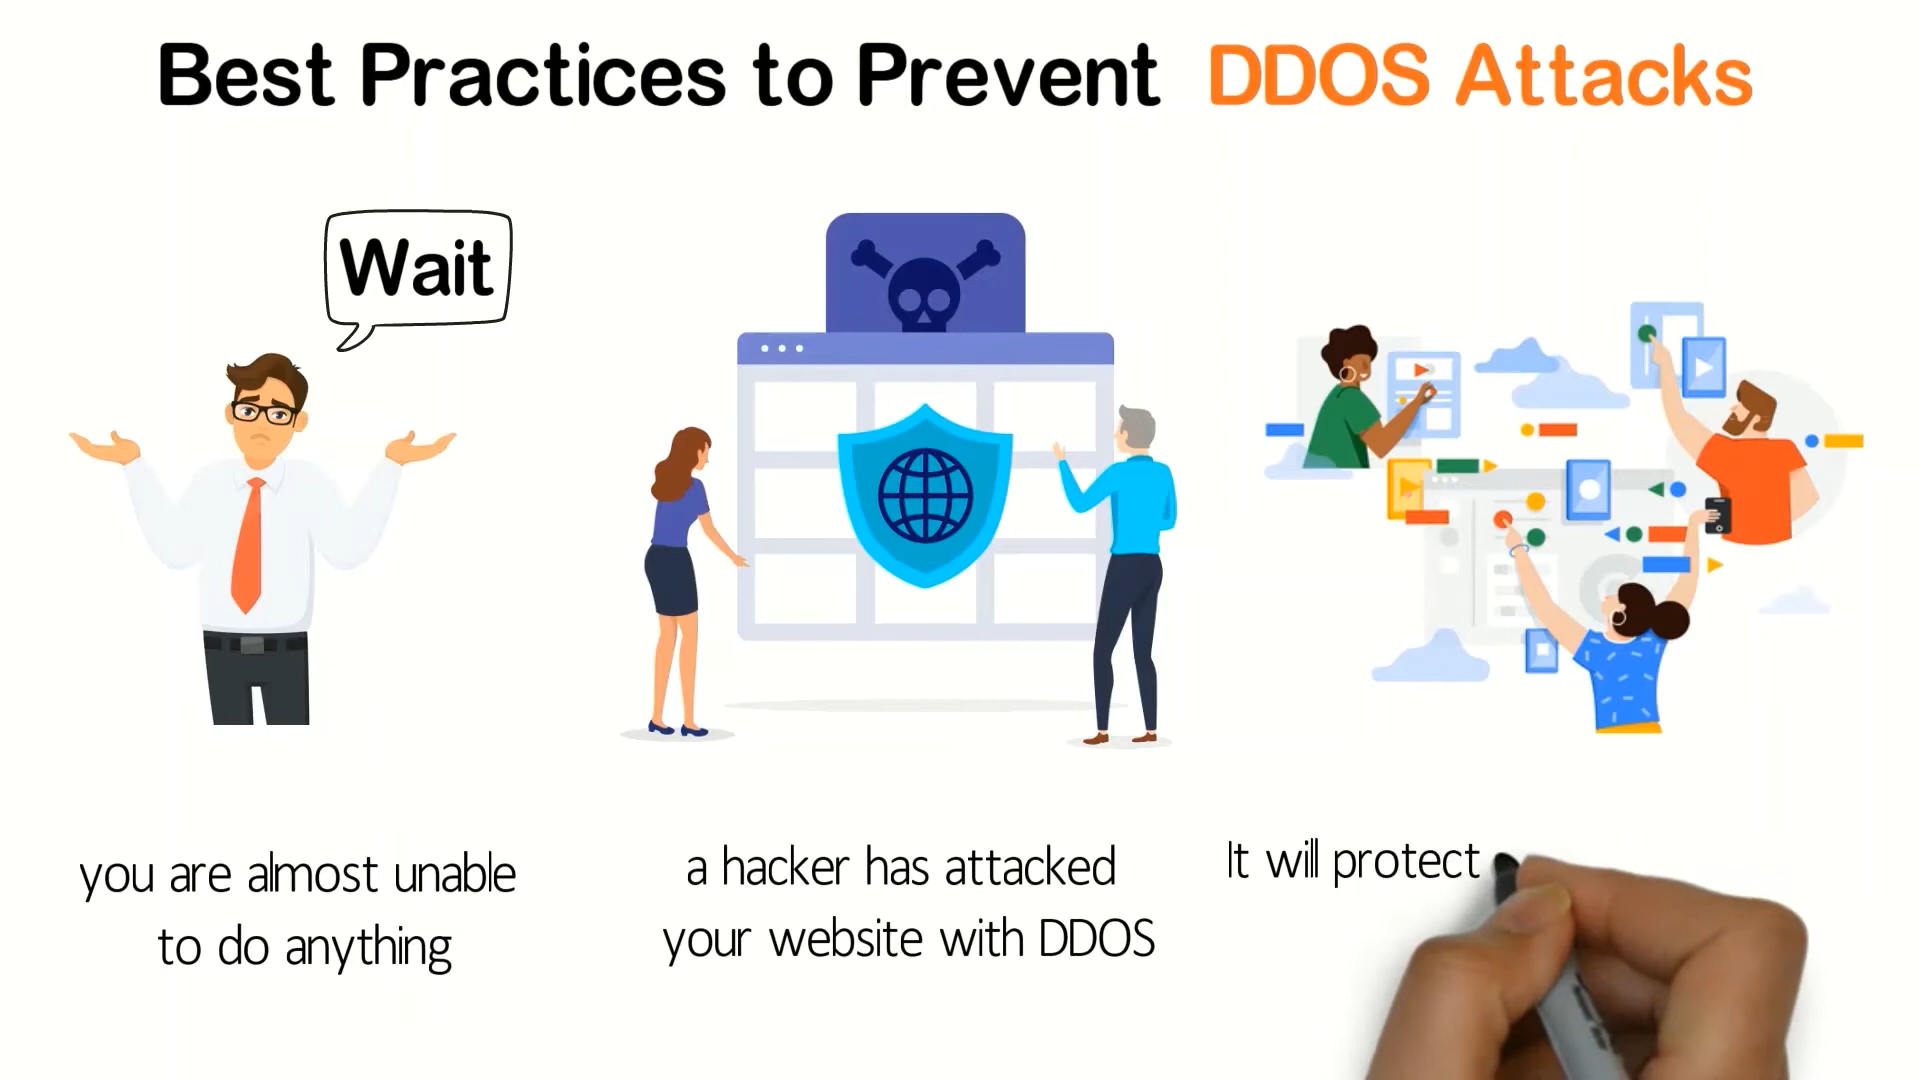 Best Practices to Prevent DDOS Attacks
Wait
you are almost unable
to do anything
a hacker has attacked
your website with DDOS
It will protect